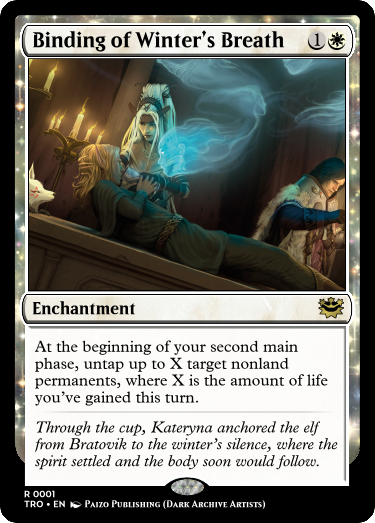 Binding of Winter's Breath 1
Enchantment
At the beginning of your second main
phase, untap up to X target nonland
permanents, where X is the amount of life
you've gained this turn.
Through the cup, Kateryna anchored the elf
from Bratovik to the winter's silence, where the
spirit settled and the body soon would follow.
R 0001
TRO • EN Paizo Publishing (Dark Archive Artists)